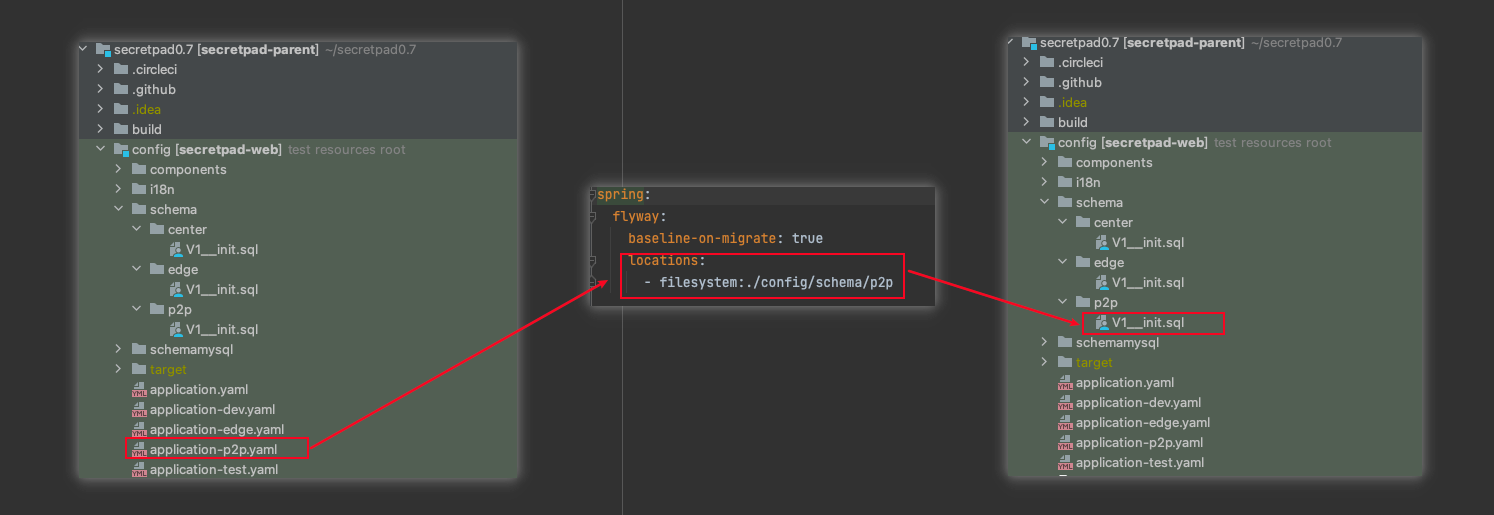 secretpad0.7 [secretpad-parent] ~/secretpad0.7
.circleci
.github
.idea
build
config [secretpad-web] test resources root
components
i18n
schema
center
V1__init.sql
edge
V1__init.sql
p2p
V1__init.sql
schemamysql
target
application.yaml
application-dev.yaml
application-edge.yaml
application-p2p.yaml
application-test.yaml
spring:
flyway:
baseline-on-migrate: true
locations:
- filesystem:./config/schema/p2p
secretpad0.7 [secretpad-parent] ~/secretpad0.7
.circleci
.github
.idea
build
config [secretpad-web] test resources root
components
i18n
schema
center
V1__init.sql
edge
V1__init.sql
p2p
V1__init.sql
schemamysql
target
application.yaml
application-dev.yaml
application-edge.yaml
application-p2p.yaml
application-test.yaml